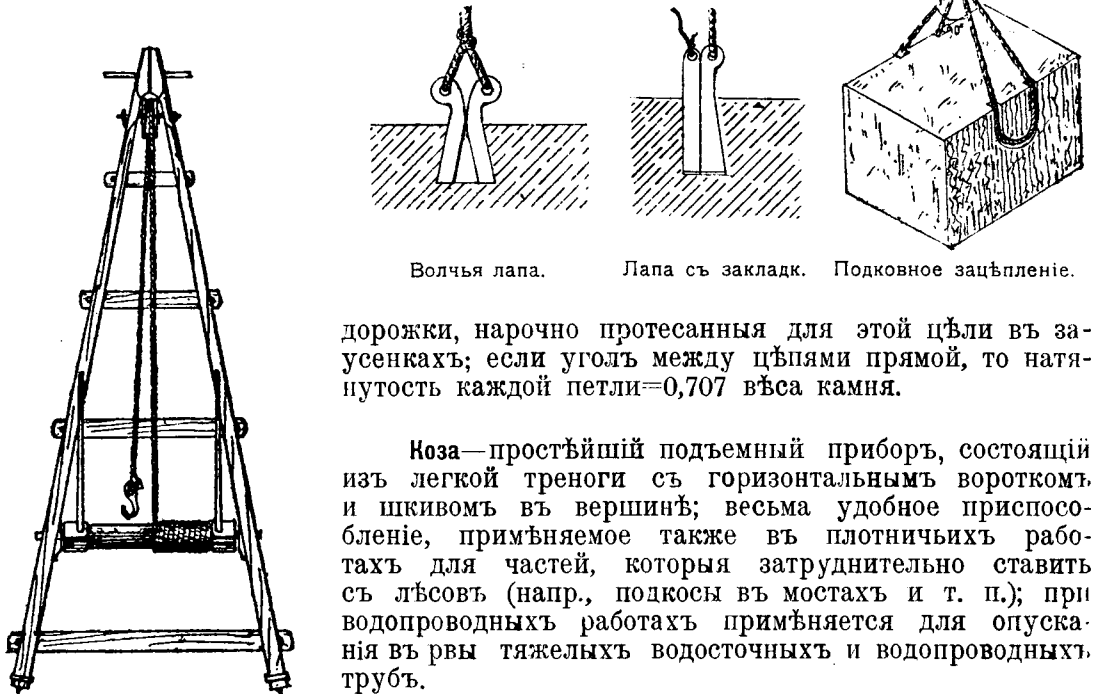 90°
Волчья лапа.
Лапа съ закладк.
Подковное зацѣпленіе.
дорожки, нарочно протесанныя для этой цѣли въ за-
усенкахъ; если уголъ между цѣпями прямой, то натя-
нутость каждой петли=0,707 вѣса камня.
Коза—простѣйшій подъемный приборъ, состоящій
изъ легкой треноги съ горизонтальнымъ вороткомъ
и шкивомъ въ вершинѣ; весьма удобное приспосо-
бленіе, примѣняемое также въ плотничьихъ рабо-
тахъ для частей, которыя затруднительно ставить
съ лѣсовъ (напр., подкосы въ мостахъ и т. п.); при
водопроводныхъ работахъ примѣняется для опуска-
нія въ рвы тяжелыхъ водосточныхъ и водопроводныхъ
трубъ.